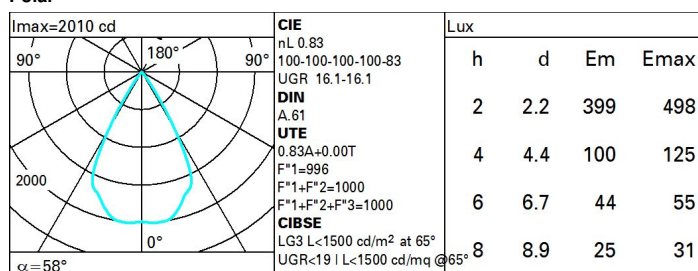 Imax=2010 cd
90° 180° 90°
2000
0°
α=58°
CIE
nL 0.83
100-100-100-100-83
UGR 16.1-16.1
DIN
A.61
UTE
0.83A+0.00T
F"1=996
F"1+F"2=1000
F"1+F"2+F"3=1000
CIBSE
LG3 L<1500 cd/m² at 65°
UGR<19 | L<1500 cd/mq @65°
Lux
h d Em Emax
2 2.2 399 498
4 4.4 100 125
6 6.7 44 55
8 8.9 25 31